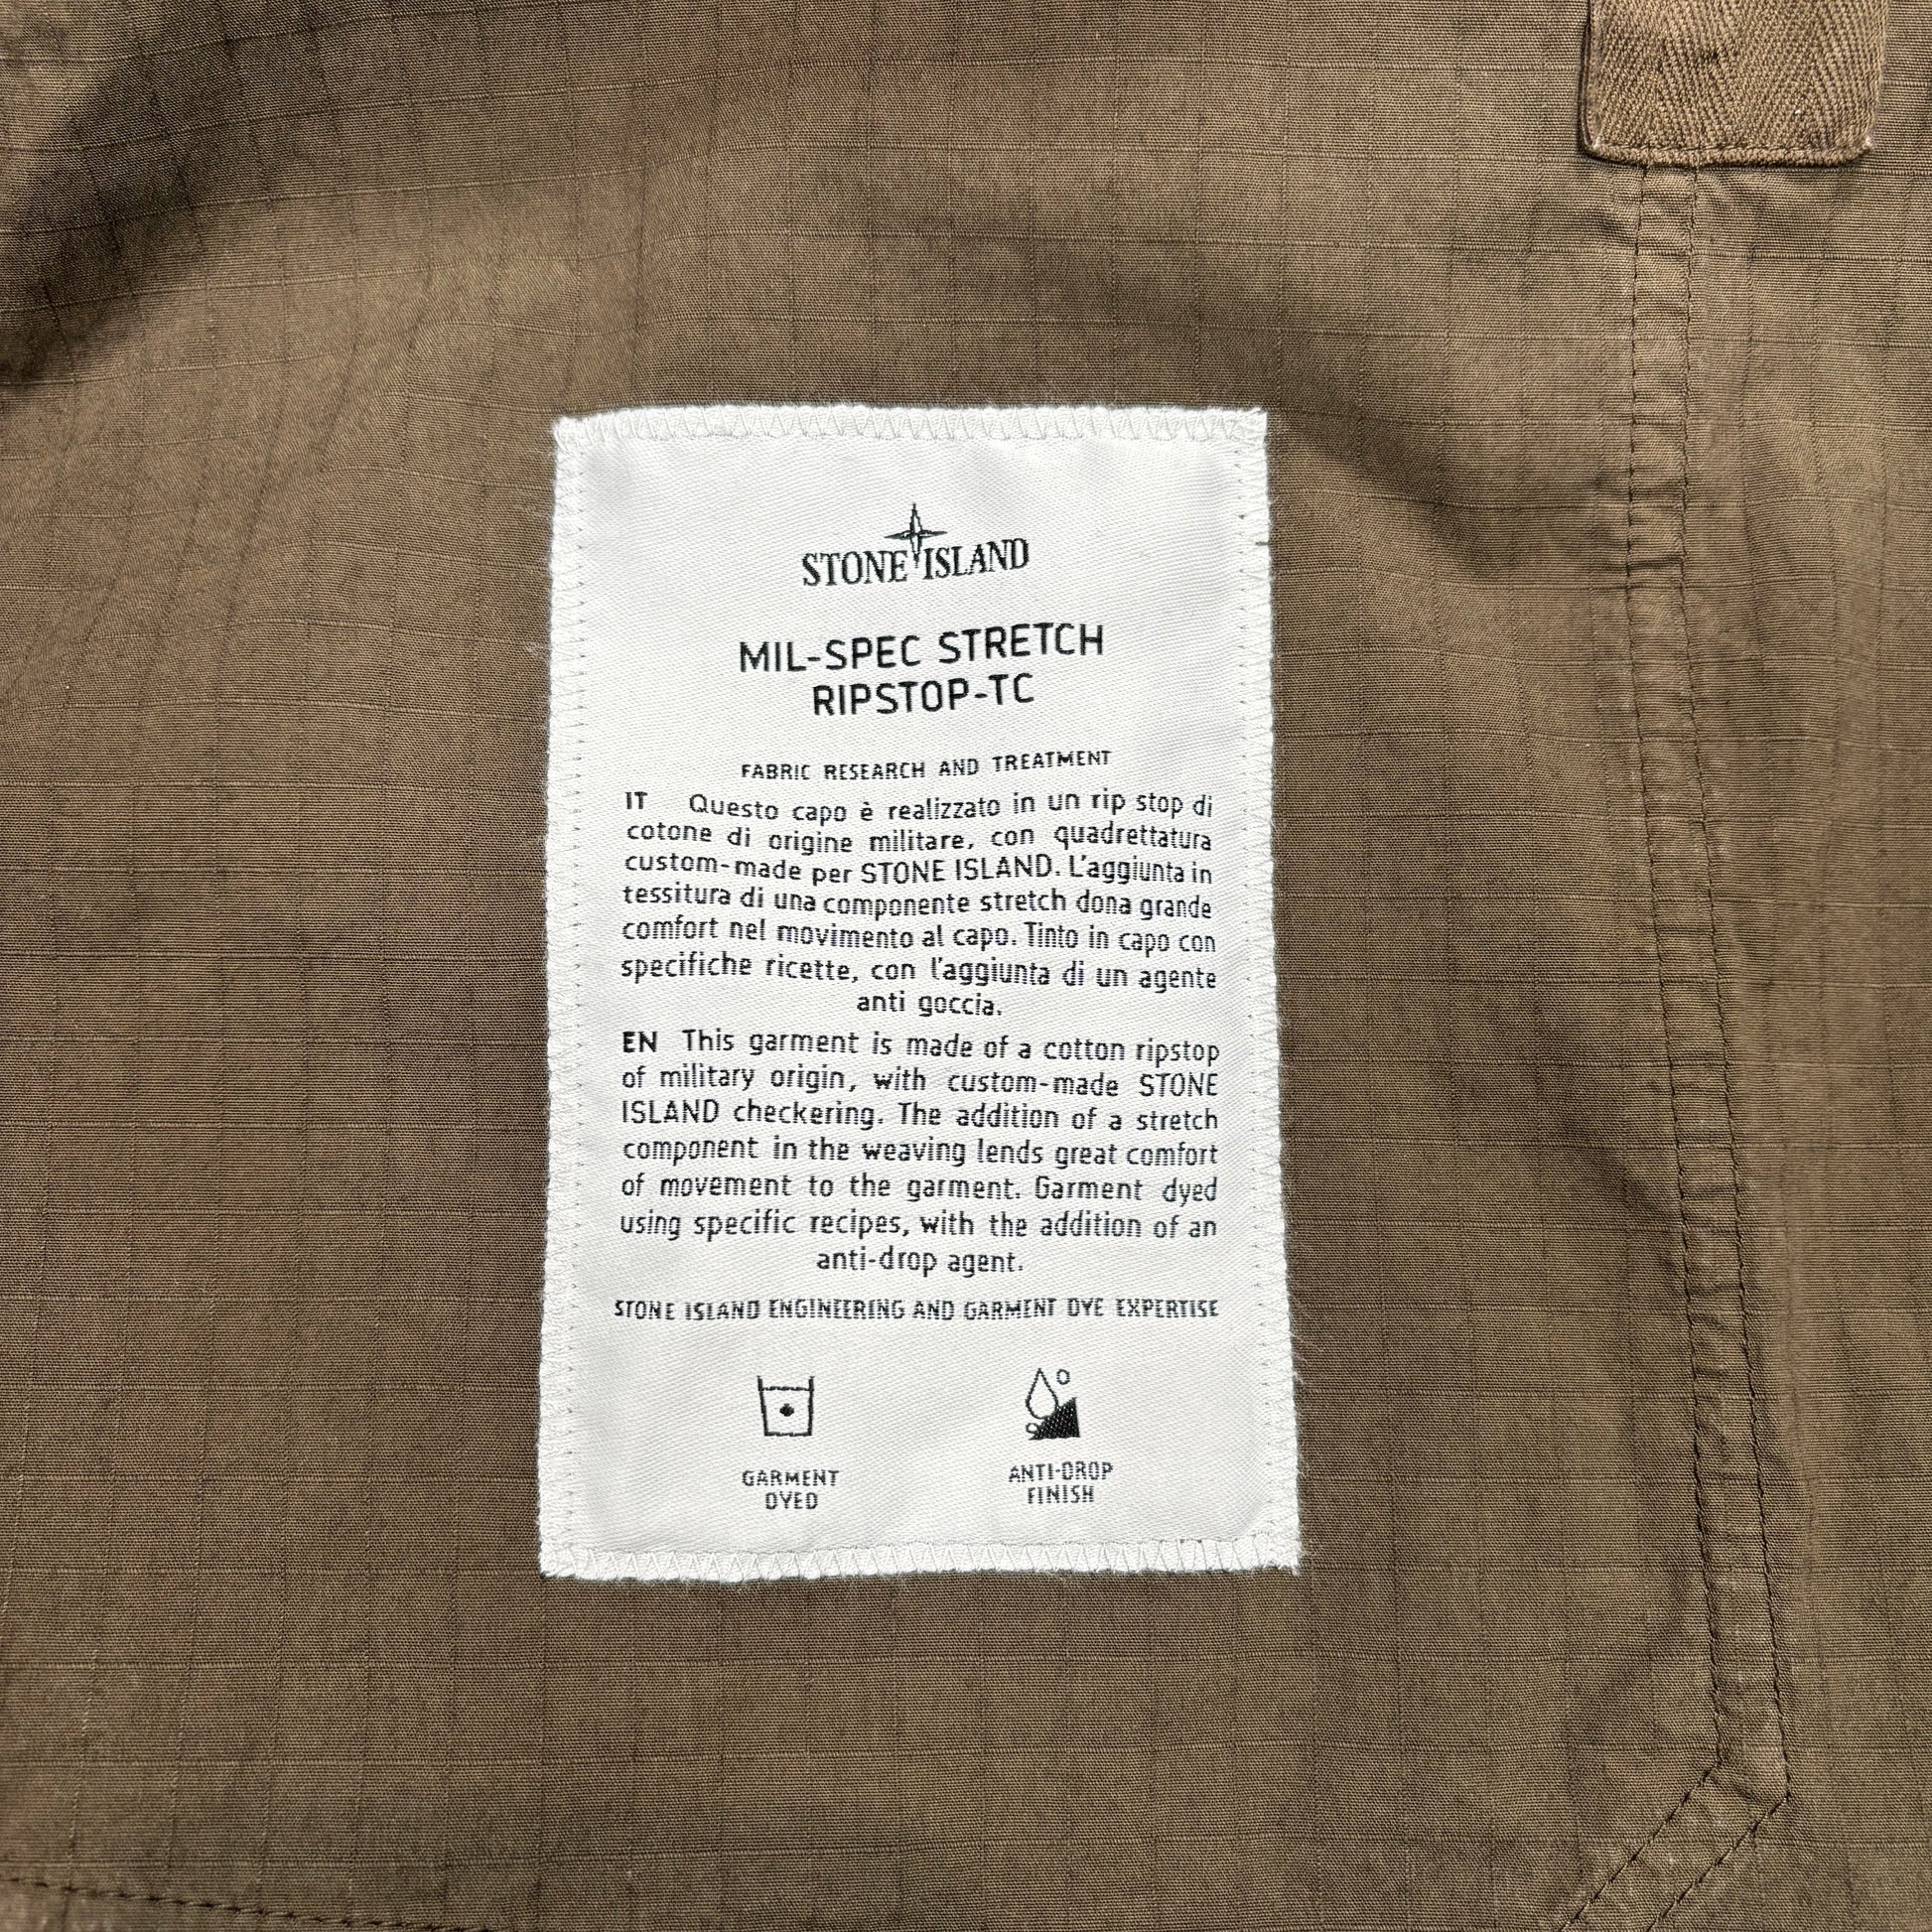 STONE ISLAND
MIL-SPEC STRETCH
RIPSTOP-TC
FABRIC RESEARCH AND TREATMENT
IT Questo capo è realizzato in un rip stop di
cotone di origine militare, con quadrettatura
custom-made per STONE ISLAND. L'aggiunta in
tessitura di una componente stretch dona grande
comfort nel movimento al capo. Tinto in capo con
specifiche ricette, con l'aggiunta di un agente
anti goccia.
EN This garment is made of a cotton ripstop
of military origin, with custom-made STONE
ISLAND checkering. The addition of a stretch
component in the weaving lends great comfort
of movement to the garment. Garment dyed
using specific recipes, with the addition of an
anti-drop agent.
STONE ISLAND ENGINEERING AND GARMENT DYE EXPERTISE
GARMENT
DYED
ANTI-DROP
FINISH